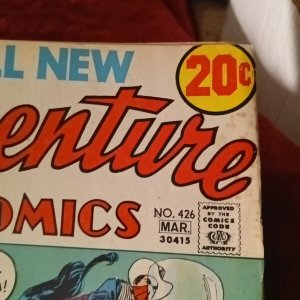 LL NEW
20¢
enture
OMICS
NO. 426
MAR.
30415
APPROVED
BY THE
COMICS
CODE
AUTHORITY